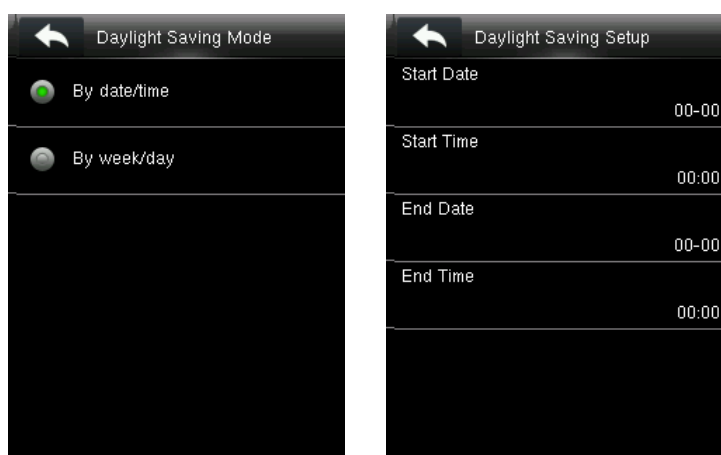 Daylight Saving Mode
By date/time
By week/day
Daylight Saving Setup
Start Date
00-00
Start Time
00:00
End Date
00-00
End Time
00:00